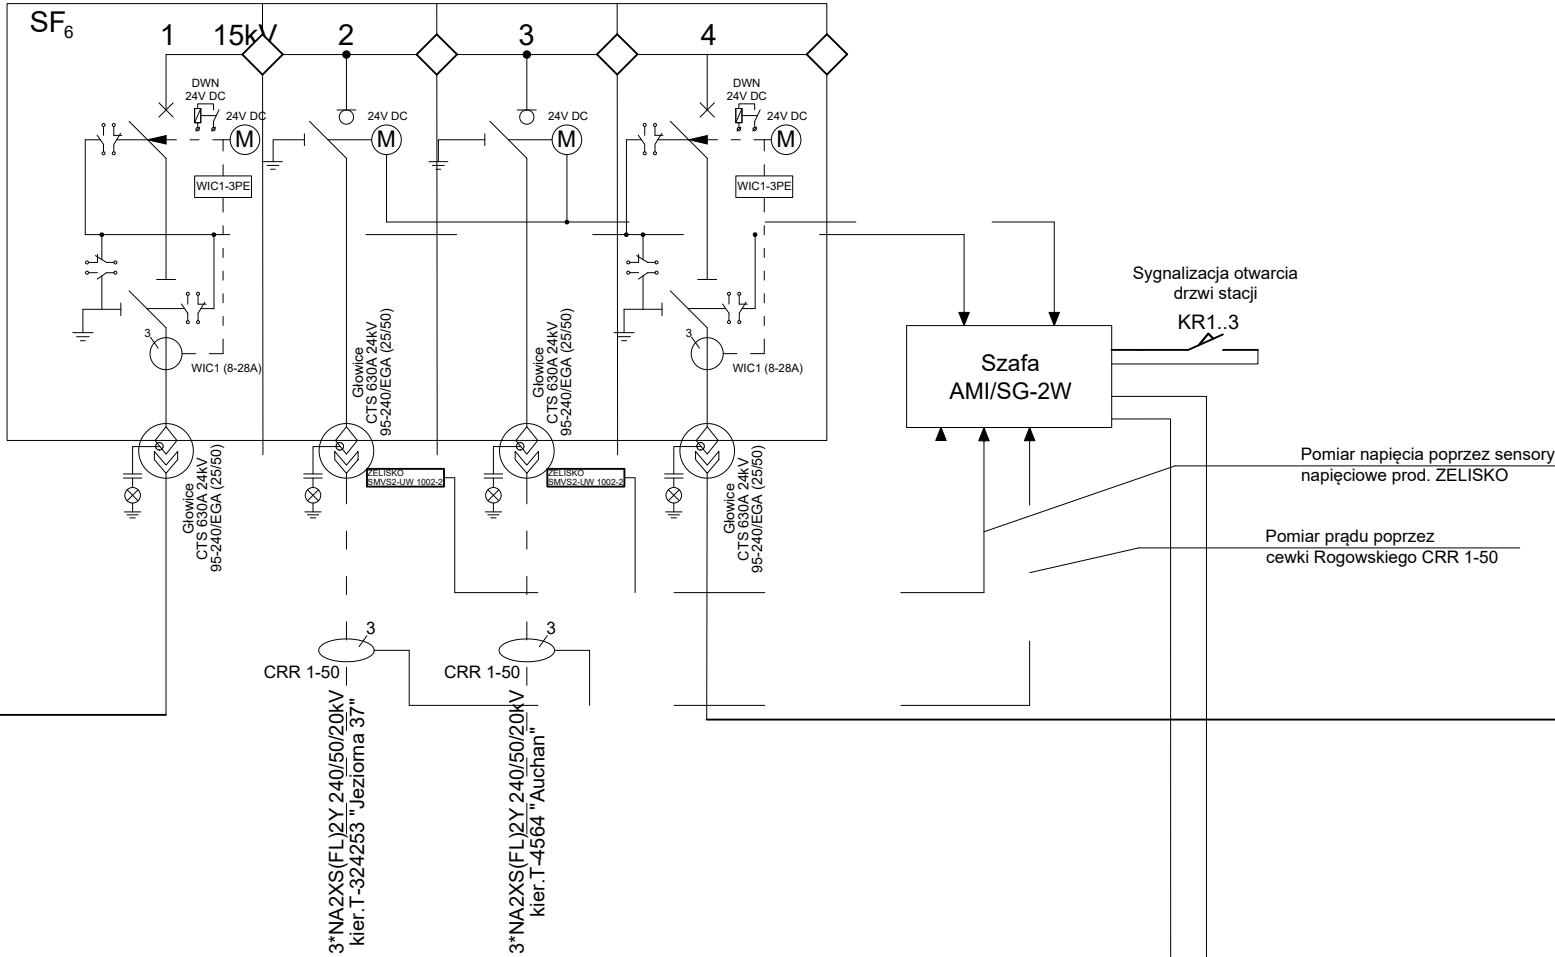 SF6
1 15kV 2 3 4
DWN
24V DC
24V DC
M
24V DC
M
24V DC
M
DWN
24V DC
24V DC
M
WIC1-3PE
WIC1-3PE
3
WIC1 (8-28A)
3
WIC1 (8-28A)
Głowice
CTS 630A 24kV
95-240/EGA (25/50)
Głowice
CTS 630A 24kV
95-240/EGA (25/50)
Głowice
CTS 630A 24kV
95-240/EGA (25/50)
Głowice
CTS 630A 24kV
95-240/EGA (25/50)
ZELISKO
SMVS2-UW 1002-2
ZELISKO
SMVS2-UW 1002-2
Szafa
AMI/SG-2W
Sygnalizacja otwarcia
drzwi stacji
KR1..3
Pomiar napięcia poprzez sensory
napięciowe prod. ZELISKO
Pomiar prądu poprzez
cewki Rogowskiego CRR 1-50
3
CRR 1-50
3
CRR 1-50
3*NA2XS(FL)2Y 240/50/20kV
kier.T-324253 "Jeziorna 37"
3*NA2XS(FL)2Y 240/50/20kV
kier.T-4564 "Auchan"